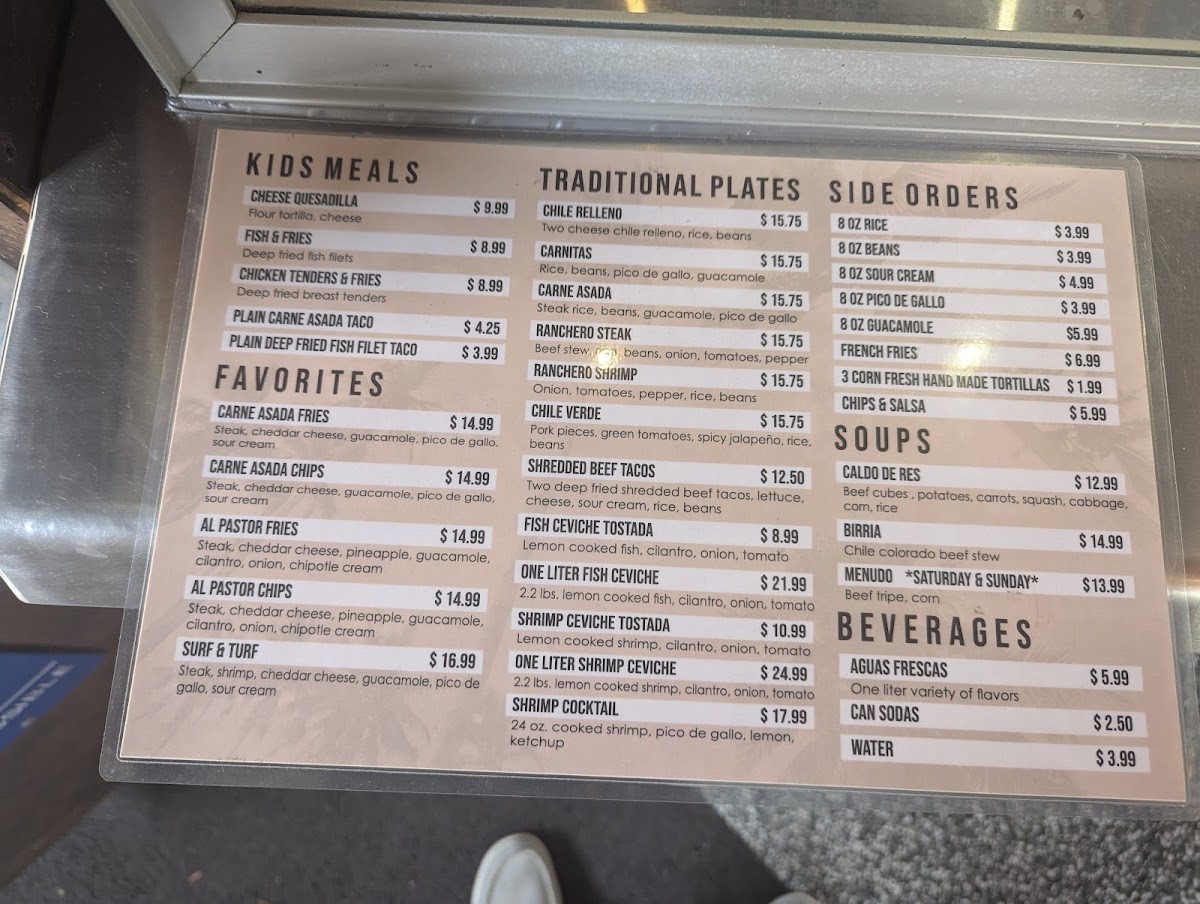 KIDS MEALS
CHEESE QUESADILLA $ 9.99
Flour tortilla, cheese
FISH & FRIES $ 8.99
Deep fried fish filets
CHICKEN TENDERS & FRIES $ 8.99
Deep fried breast tenders
PLAIN CARNE ASADA TACO $ 4.25
PLAIN DEEP FRIED FISH FILET TACO $ 3.99
FAVORITES
CARNE ASADA FRIES $ 14.99
Steak, cheddar cheese, guacamole, pico de gallo,
sour cream
CARNE ASADA CHIPS $ 14.99
Steak, cheddar cheese, guacamole, pico de gallo,
sour cream
AL PASTOR FRIES $ 14.99
Steak, cheddar cheese, pineapple, guacamole,
cilantro, onion, chipotle cream
AL PASTOR CHIPS $ 14.99
Steak, cheddar cheese, pineapple, guacamole,
cilantro, onion, chipotle cream
SURF & TURF $ 16.99
Steak, shrimp, cheddar cheese, guacamole, pico de
gallo, sour cream
TRADITIONAL PLATES
CHILE RELLENO $ 15.75
Two cheese chile relleno, rice, beans
CARNITAS $ 15.75
Rice, beans, pico de gallo, guacamole
CARNE ASADA $ 15.75
Steak rice, beans, guacamole, pico de gallo
RANCHERO STEAK $ 15.75
Beef stew, beans, onion, tomatoes, pepper
RANCHERO SHRIMP $ 15.75
Onion, tomatoes, pepper, rice, beans
CHILE VERDE $ 15.75
Pork pieces, green tomatoes, spicy jalapeño, rice,
beans
SHREDDED BEEF TACOS $ 12.50
Two deep fried shredded beef tacos, lettuce,
cheese, sour cream, rice, beans
FISH CEVICHE TOSTADA $ 8.99
Lemon cooked fish, cilantro, onion, tomato
ONE LITER FISH CEVICHE $ 21.99
2.2 lbs. lemon cooked fish, cilantro, onion, tomato
SHRIMP CEVICHE TOSTADA $ 10.99
Lemon cooked shrimp, cilantro, onion, tomato
ONE LITER SHRIMP CEVICHE $ 24.99
2.2 lbs. lemon cooked shrimp, cilantro, onion, tomato
SHRIMP COCKTAIL $ 17.99
24 oz. cooked shrimp, pico de gallo, lemon,
ketchup
SIDE ORDERS
8 OZ RICE $ 3.99
8 OZ BEANS $ 3.99
8 OZ SOUR CREAM $ 4.99
8 OZ PICO DE GALLO $ 3.99
8 OZ GUACAMOLE $5.99
FRENCH FRIES $ 6.99
3 CORN FRESH HAND MADE TORTILLAS $ 1.99
CHIPS & SALSA $ 5.99
SOUPS
CALDO DE RES $ 12.99
Beef cubes , potatoes, carrots, squash, cabbage,
corn, rice
BIRRIA $ 14.99
Chile colorado beef stew
MENUDO *SATURDAY & SUNDAY* $13.99
Beef tripe, corn
BEVERAGES
AGUAS FRESCAS $ 5.99
One liter variety of flavors
CAN SODAS $ 2.50
WATER $ 3.99